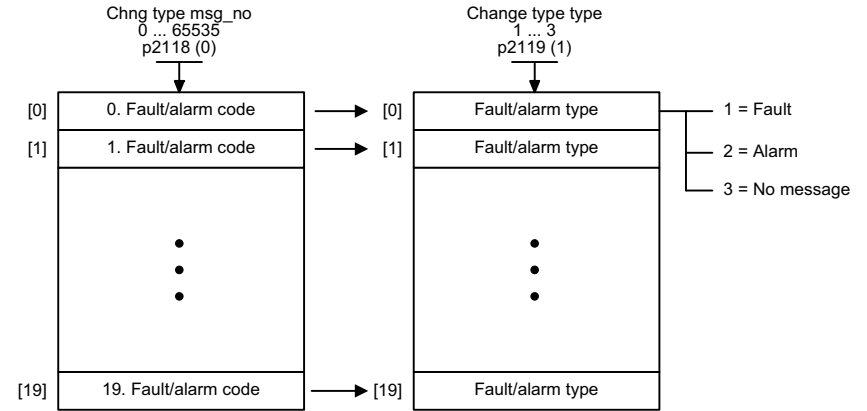 Chng type msg_no
0 ... 65535
p2118 (0)
Change type type
1 ... 3
p2119 (1)
[0] 0. Fault/alarm code [0] Fault/alarm type 1 = Fault
[1] 1. Fault/alarm code [1] Fault/alarm type 2 = Alarm
3 = No message
[19] 19. Fault/alarm code [19] Fault/alarm type